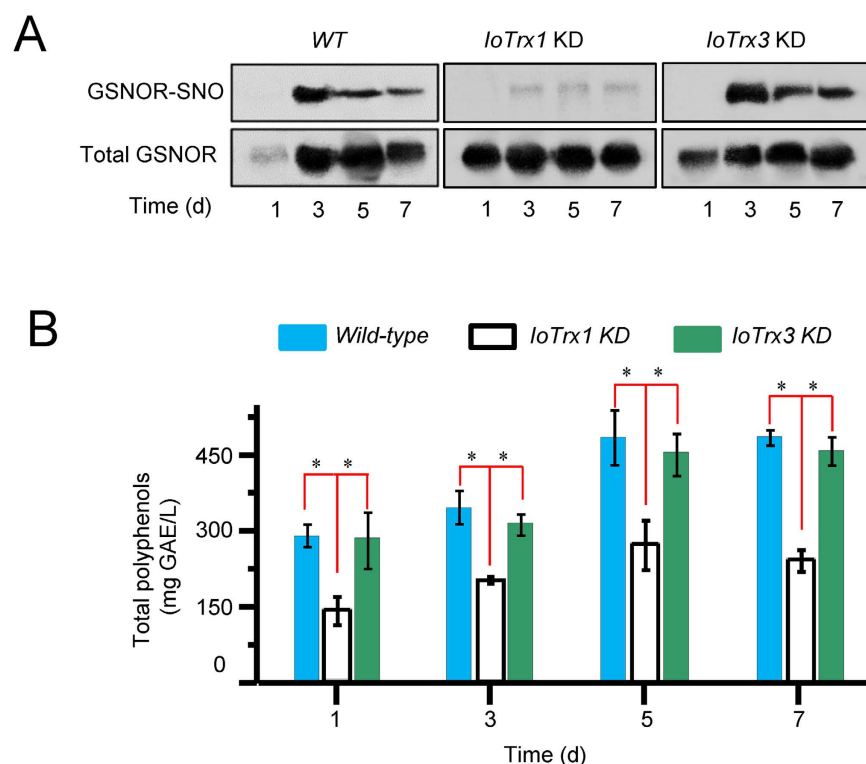 A
WT
IoTrx1 KD
IoTrx3 KD
GSNOR-SNO
Total GSNOR
Time (d)
1 3 5 7
1 3 5 7
1 3 5 7
B
Wild-type
IoTrx1 KD
IoTrx3 KD
* *
* *
* *
* *
Total polyphenols
(mg GAE/L)
450
300
150
0
1
3
5
7
Time (d)